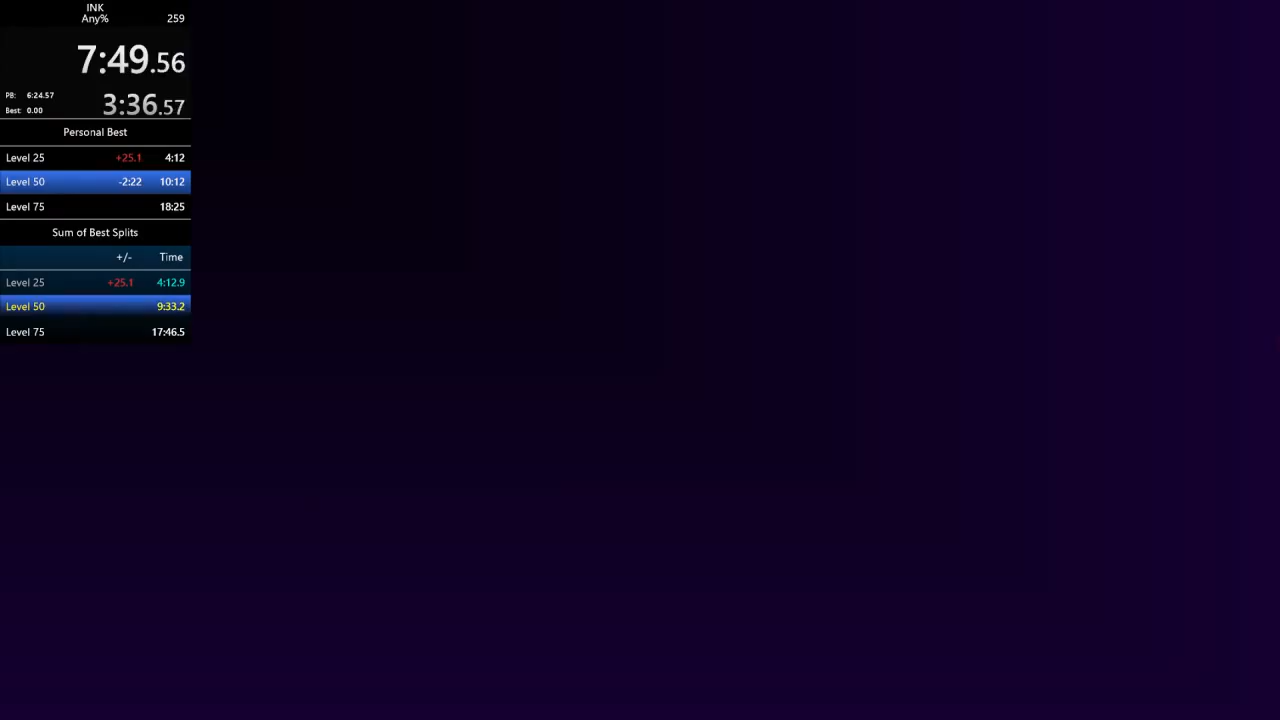 INK
Any% 259
7:49.56
PB: 6:24.57
Best: 0.00
3:36.57
Personal Best
Level 25 +25.1 4:12
Level 50 -2:22 10:12
Level 75 18:25
Sum of Best Splits
+/- Time
Level 25 +25.1 4:12.9
Level 50 9:33.2
Level 75 17:46.5